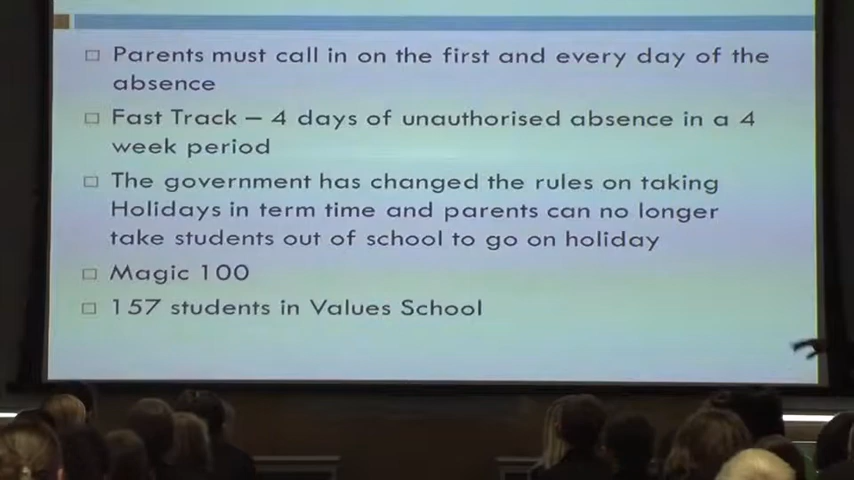 Parents must call in on the first and every day of the
absence
Fast Track – 4 days of unauthorised absence in a 4
week period
The government has changed the rules on taking
Holidays in term time and parents can no longer
take students out of school to go on holiday
Magic 100
157 students in Values School